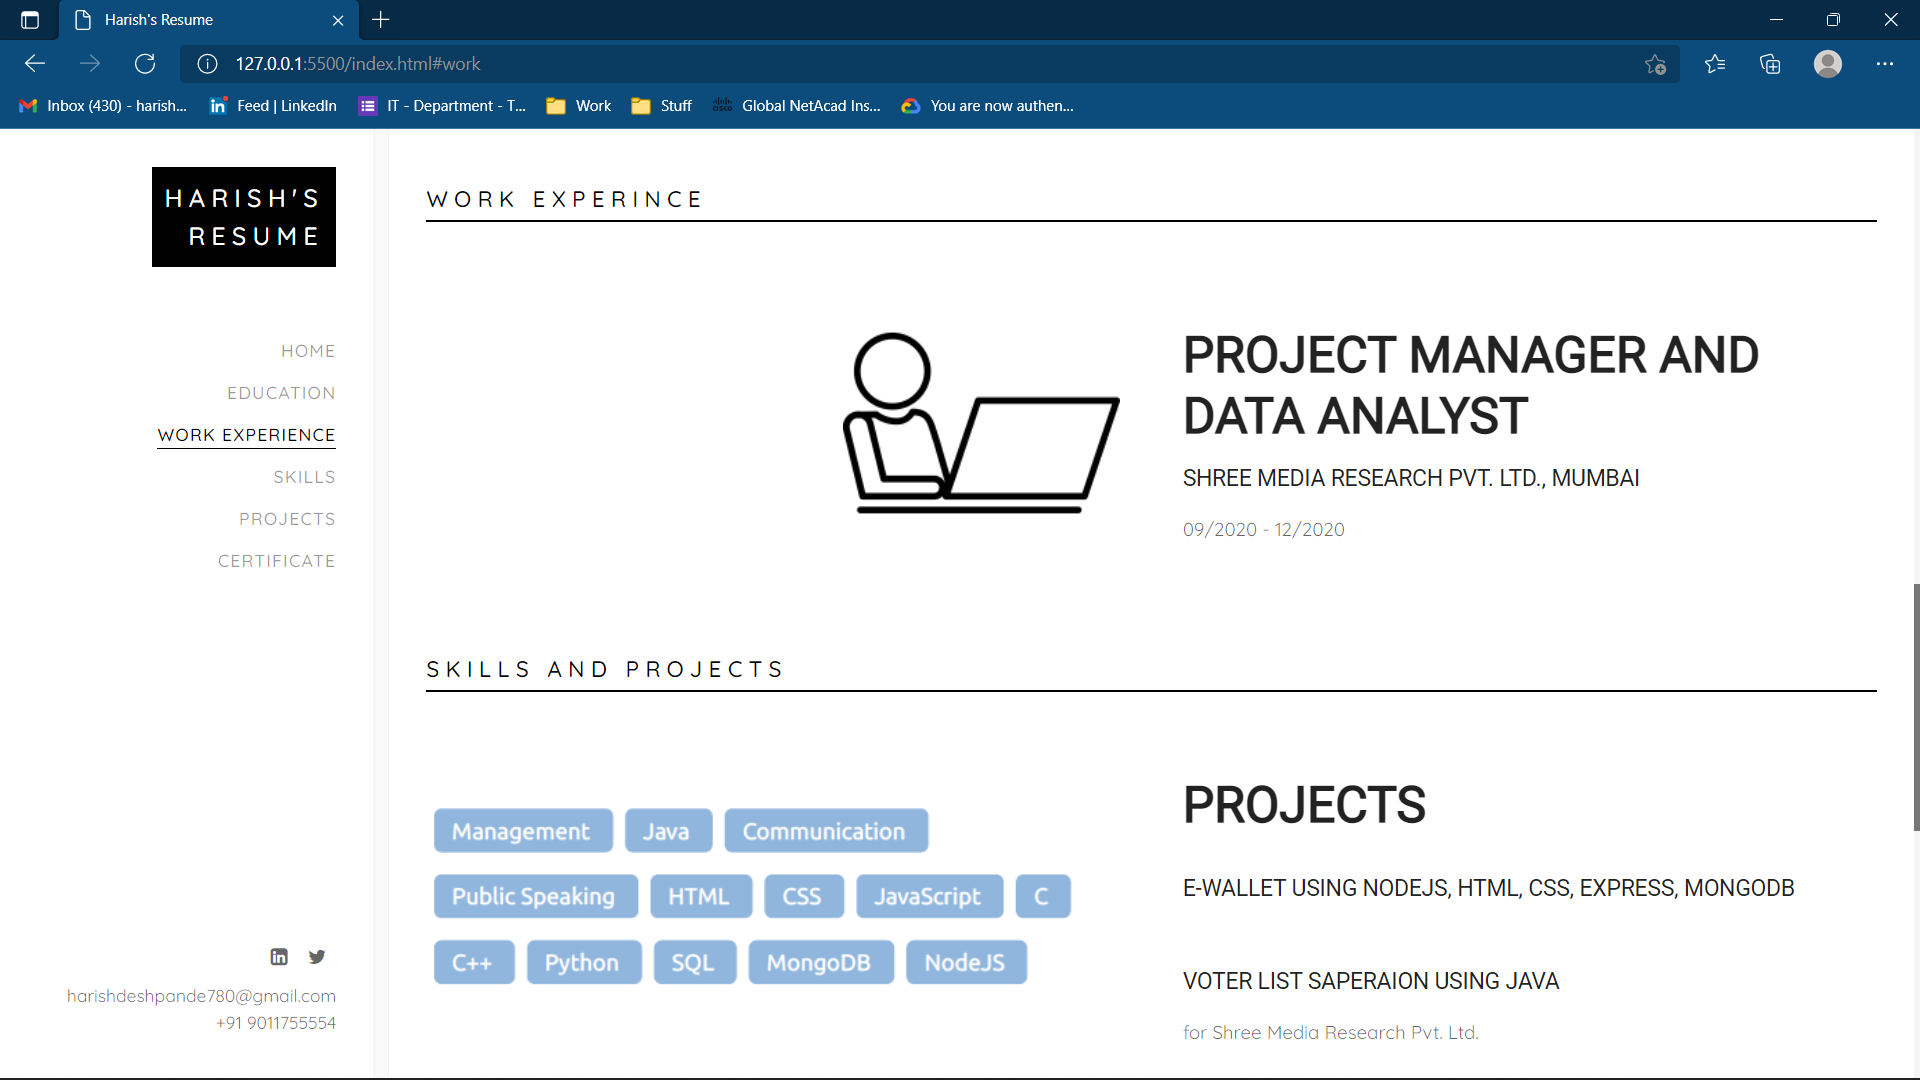 Harish's Resume
127.0.0.1:5500/index.html#work
Inbox (430) - harish...
Feed | LinkedIn
IT - Department - T...
Work
Stuff
Global NetAcad Ins...
You are now authen...
HARISH'S
RESUME
HOME
EDUCATION
WORK EXPERIENCE
SKILLS
PROJECTS
CERTIFICATE
harishdeshpande780@gmail.com
+91 9011755554
WORK EXPERINCE
PROJECT MANAGER AND
DATA ANALYST
SHREE MEDIA RESEARCH PVT. LTD., MUMBAI
09/2020 - 12/2020
SKILLS AND PROJECTS
Management Java Communication
Public Speaking HTML CSS JavaScript C
C++ Python SQL MongoDB NodeJS
PROJECTS
E-WALLET USING NODEJS, HTML, CSS, EXPRESS, MONGODB
VOTER LIST SAPERAION USING JAVA
for Shree Media Research Pvt. Ltd.